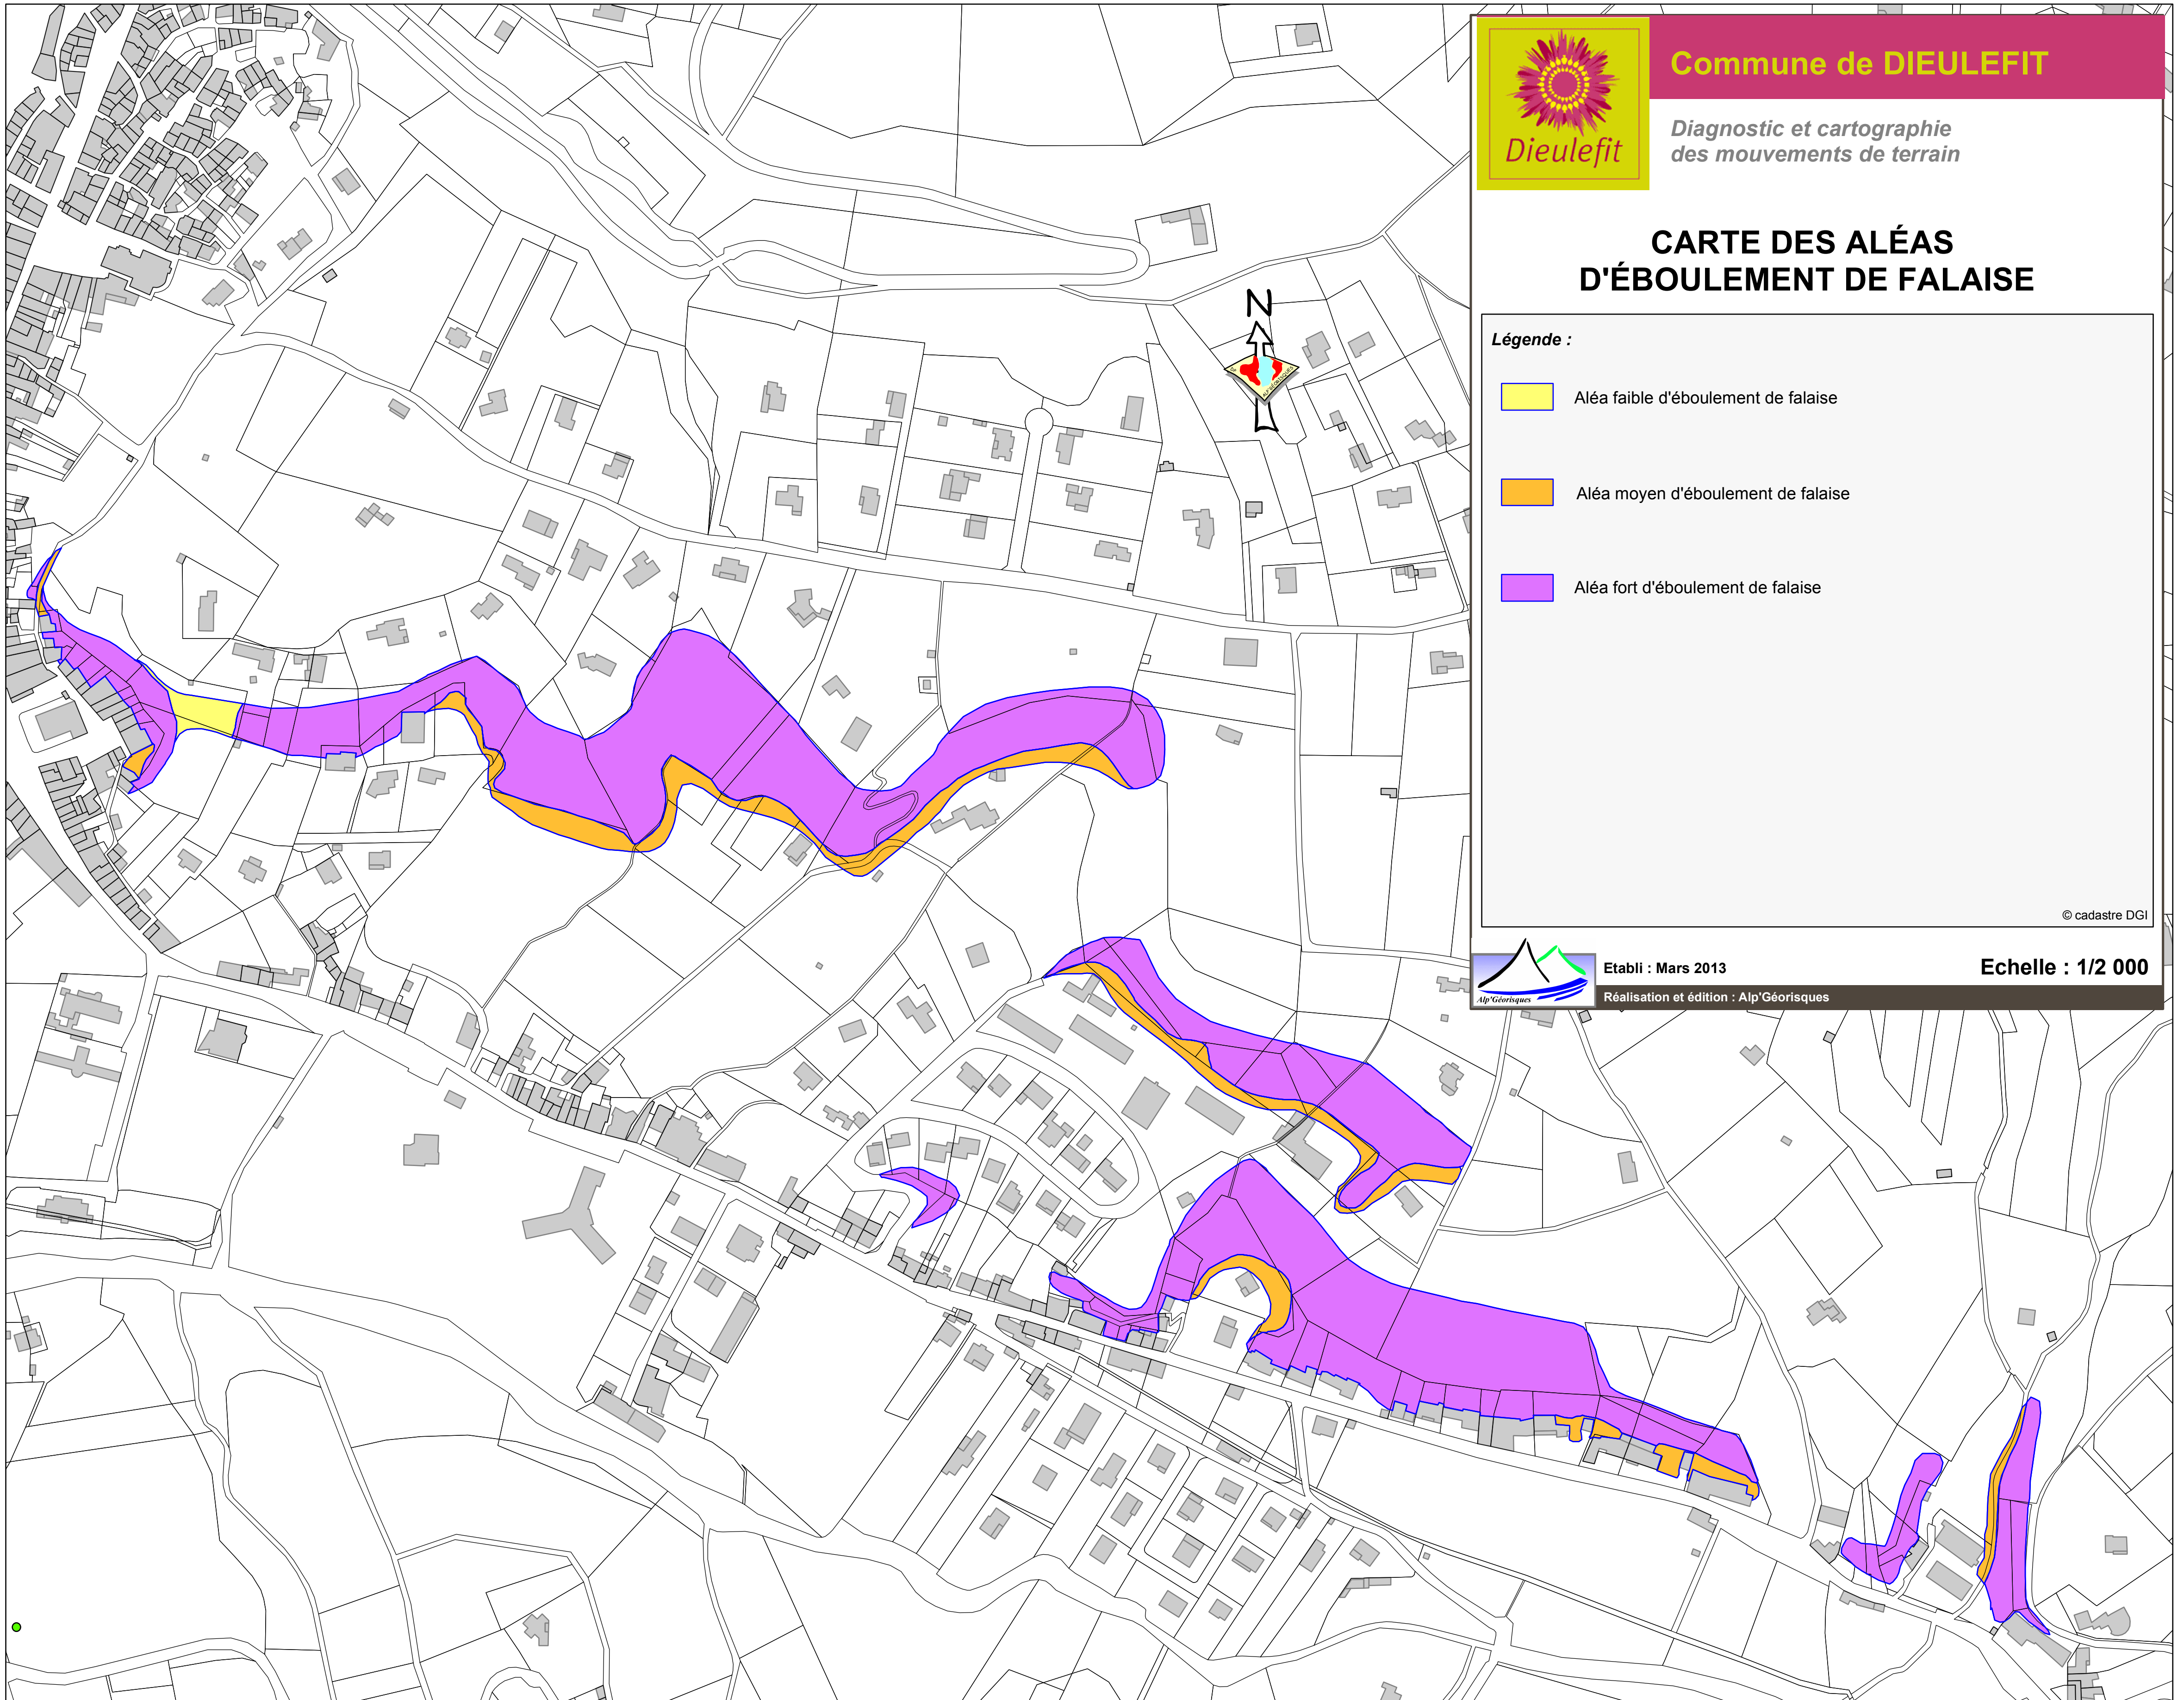 Commune de DIEULEFIT
Dieulefit
Diagnostic et cartographie
des mouvements de terrain
CARTE DES ALÉAS
D'ÉBOULEMENT DE FALAISE
N
Légende :
Aléa faible d'éboulement de falaise
Aléa moyen d'éboulement de falaise
Aléa fort d'éboulement de falaise
© cadastre DGI
Alp'Géorisques
Etabli : Mars 2013
Echelle : 1/2 000
Réalisation et édition : Alp'Géorisques